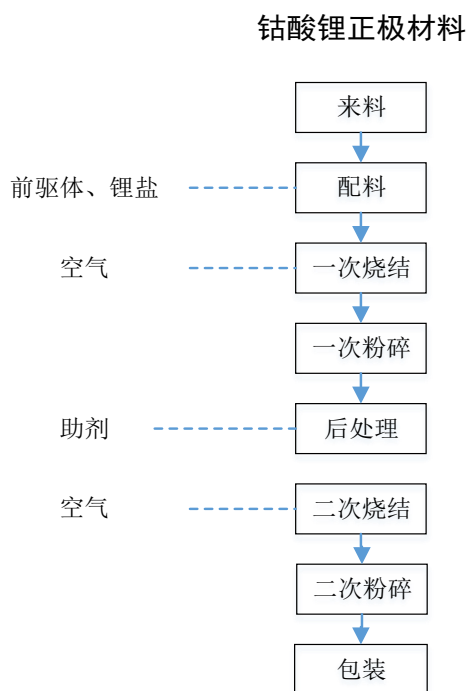 钴酸锂正极材料
来料
前驱体、锂盐
配料
空气
一次烧结
一次粉碎
助剂
后处理
空气
二次烧结
二次粉碎
包装